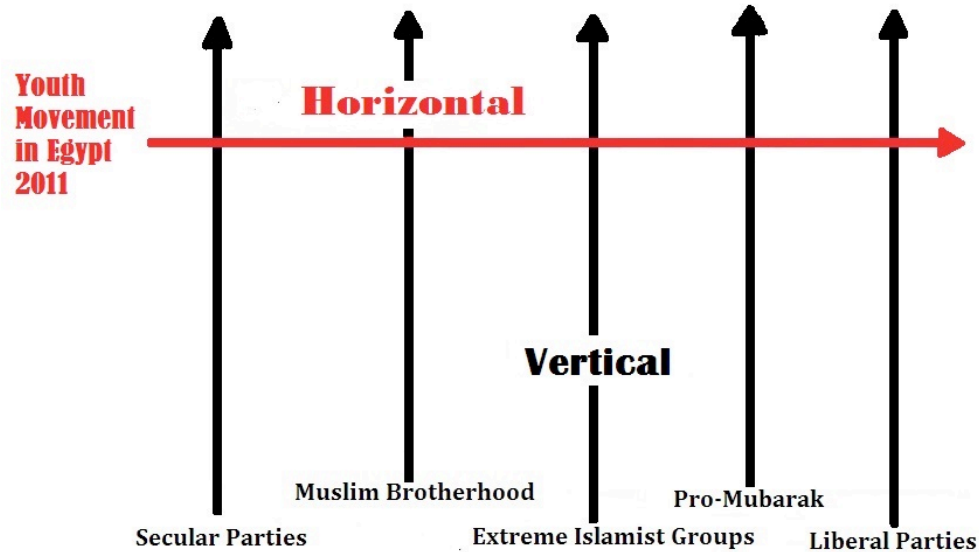 Youth
Movement
in Egypt
2011
Horizontal
Vertical
Muslim Brotherhood
Pro-Mubarak
Secular Parties
Extreme Islamist Groups
Liberal Parties